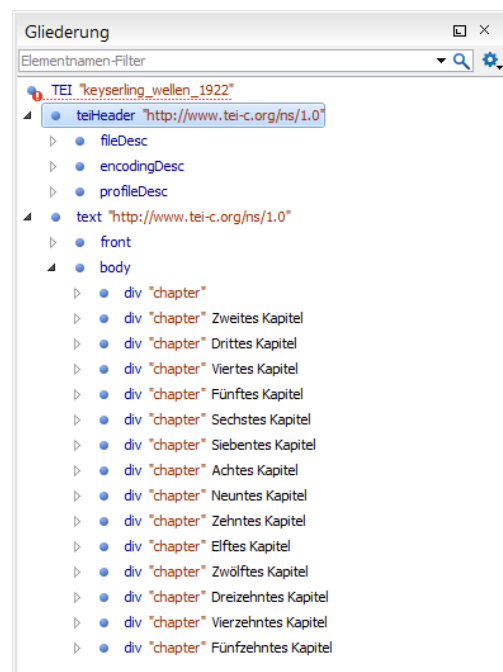 Gliederung
Elementnamen-Filter
TEI "keyserling_wellen_1922"
teiHeader "http://www.tei-c.org/ns/1.0"
fileDesc
encodingDesc
profileDesc
text "http://www.tei-c.org/ns/1.0"
front
body
div "chapter"
div "chapter" Zweites Kapitel
div "chapter" Drittes Kapitel
div "chapter" Viertes Kapitel
div "chapter" Fünftes Kapitel
div "chapter" Sechstes Kapitel
div "chapter" Siebentes Kapitel
div "chapter" Achtes Kapitel
div "chapter" Neuntes Kapitel
div "chapter" Zehntes Kapitel
div "chapter" Elftes Kapitel
div "chapter" Zwölftes Kapitel
div "chapter" Dreizehntes Kapitel
div "chapter" Vierzehntes Kapitel
div "chapter" Fünfzehntes Kapitel